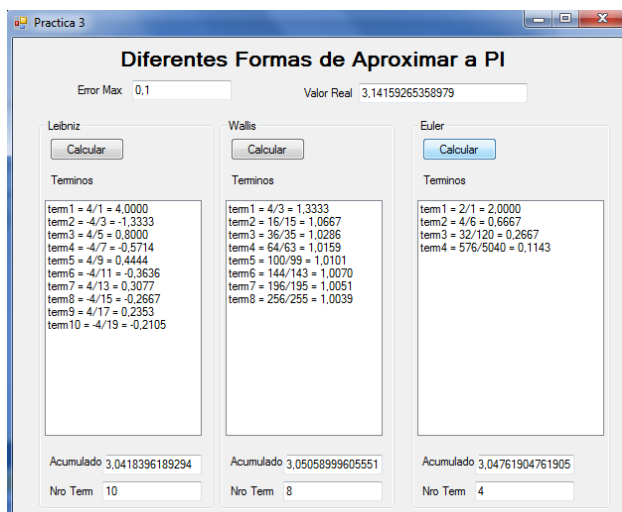 Practica 3
Diferentes Formas de Aproximar a PI
Error Max 0,1
Valor Real 3,14159265358979
Leibniz
Calcular
Terminos
term1 = 4/1 = 4,0000
term2 = -4/3 = -1,3333
term3 = 4/5 = 0,8000
term4 = -4/7 = -0,5714
term5 = 4/9 = 0,4444
term6 = -4/11 = -0,3636
term7 = 4/13 = 0,3077
term8 = -4/15 = -0,2667
term9 = 4/17 = 0,2353
term10 = -4/19 = -0,2105
Acumulado 3,0418396189294
Nro Term 10
Wallis
Calcular
Terminos
term1 = 4/3 = 1,3333
term2 = 16/15 = 1,0667
term3 = 36/35 = 1,0286
term4 = 64/63 = 1,0159
term5 = 100/99 = 1,0101
term6 = 144/143 = 1,0070
term7 = 196/195 = 1,0051
term8 = 256/255 = 1,0039
Acumulado 3,05058999605551
Nro Term 8
Euler
Calcular
Terminos
term1 = 2/1 = 2,0000
term2 = 4/6 = 0,6667
term3 = 32/120 = 0,2667
term4 = 576/5040 = 0,1143
Acumulado 3,04761904761905
Nro Term 4